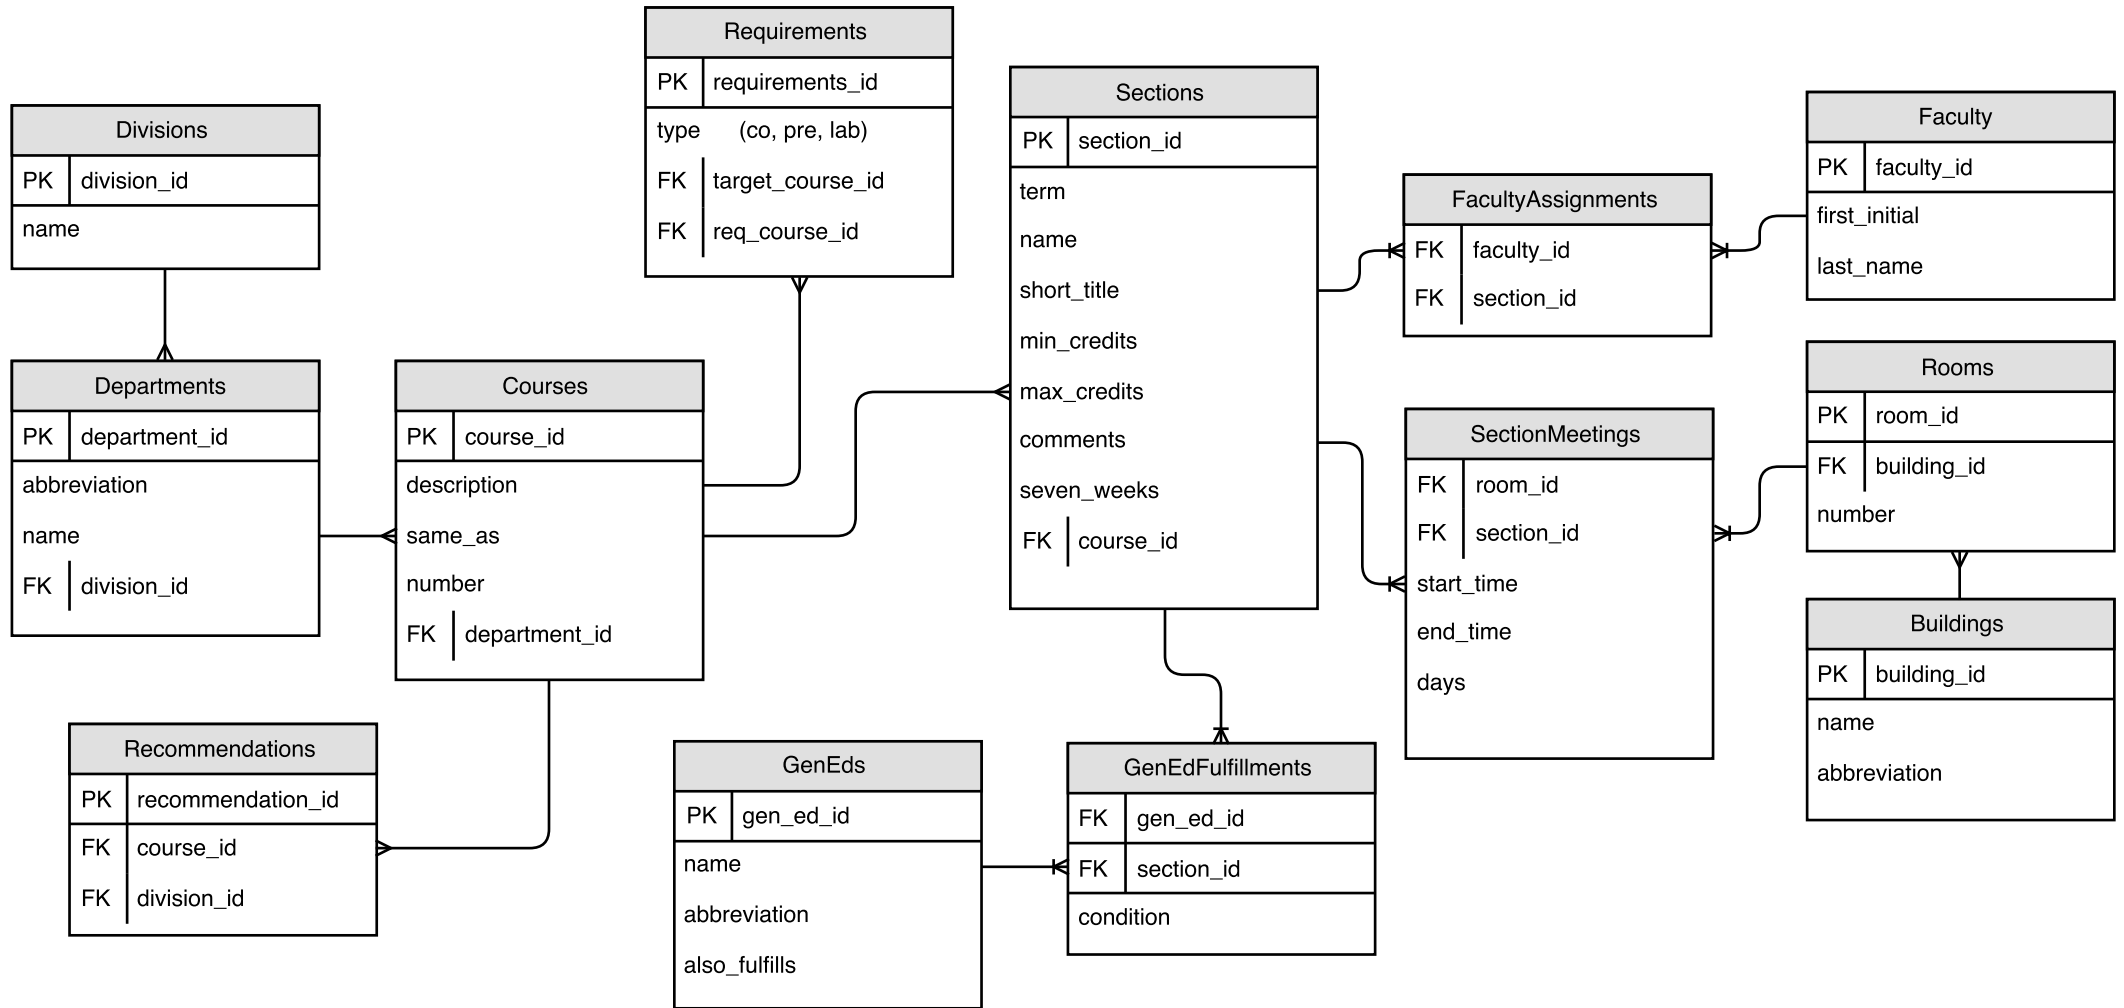 Requirements
PK requirements_id
type (co, pre, lab)
FK target_course_id
FK req_course_id
Divisions
PK division_id
name
Departments
PK department_id
abbreviation
name
FK division_id
Courses
PK course_id
description
same_as
number
FK department_id
Recommendations
PK recommendation_id
FK course_id
FK division_id
Sections
PK section_id
term
name
short_title
min_credits
max_credits
comments
seven_weeks
FK course_id
GenEds
PK gen_ed_id
name
abbreviation
also_fulfills
GenEdFulfillments
FK gen_ed_id
FK section_id
condition
FacultyAssignments
FK faculty_id
FK section_id
SectionMeetings
FK room_id
FK section_id
start_time
end_time
days
Faculty
PK faculty_id
first_initial
last_name
Rooms
PK room_id
FK building_id
number
Buildings
PK building_id
name
abbreviation